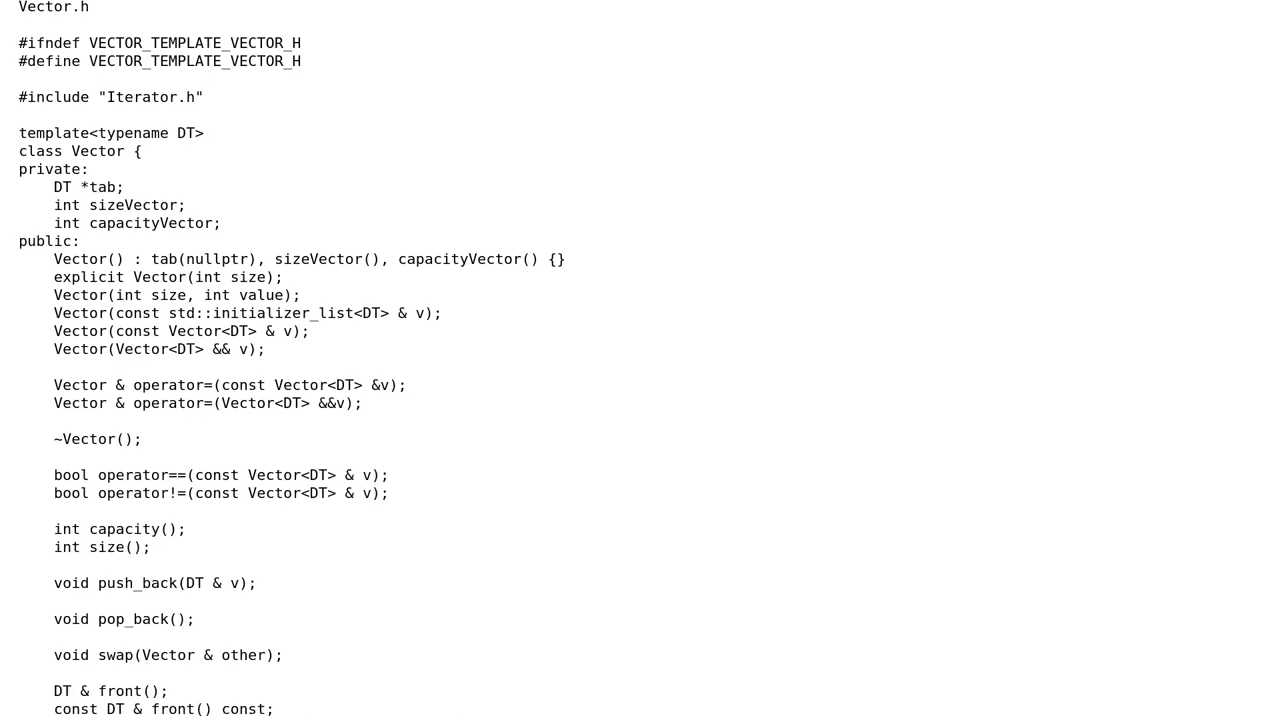 Vector.h
#ifndef VECTOR_TEMPLATE_VECTOR_H
#define VECTOR_TEMPLATE_VECTOR_H
#include "Iterator.h"
template<typename DT>
class Vector {
private:
    DT *tab;
    int sizeVector;
    int capacityVector;
public:
    Vector() : tab(nullptr), sizeVector(), capacityVector() {}
    explicit Vector(int size);
    Vector(int size, int value);
    Vector(const std::initializer_list<DT> & v);
    Vector(const Vector<DT> & v);
    Vector(Vector<DT> && v);
    Vector & operator=(const Vector<DT> &v);
    Vector & operator=(Vector<DT> &&v);
    ~Vector();
    bool operator==(const Vector<DT> & v);
    bool operator!=(const Vector<DT> & v);
    int capacity();
    int size();
    void push_back(DT & v);
    void pop_back();
    void swap(Vector & other);
    DT & front();
    const DT & front() const;